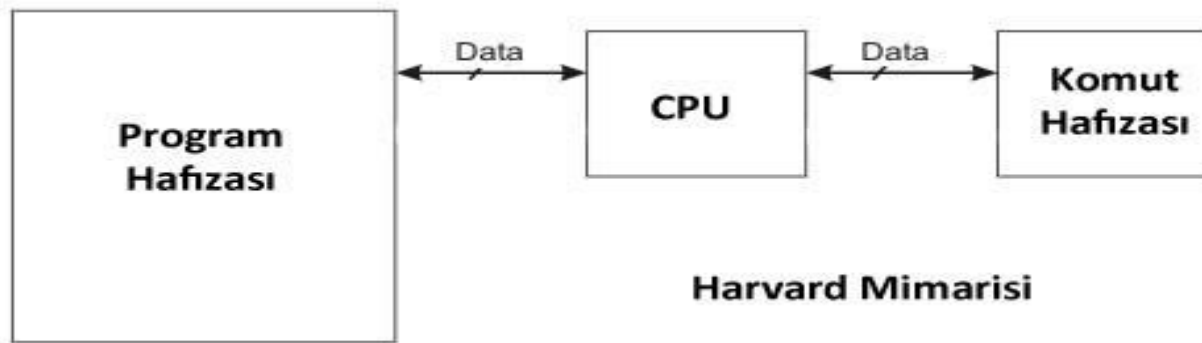 Program
Hafızası
Data
CPU
Data
Komut
Hafızası
Harvard Mimarisi